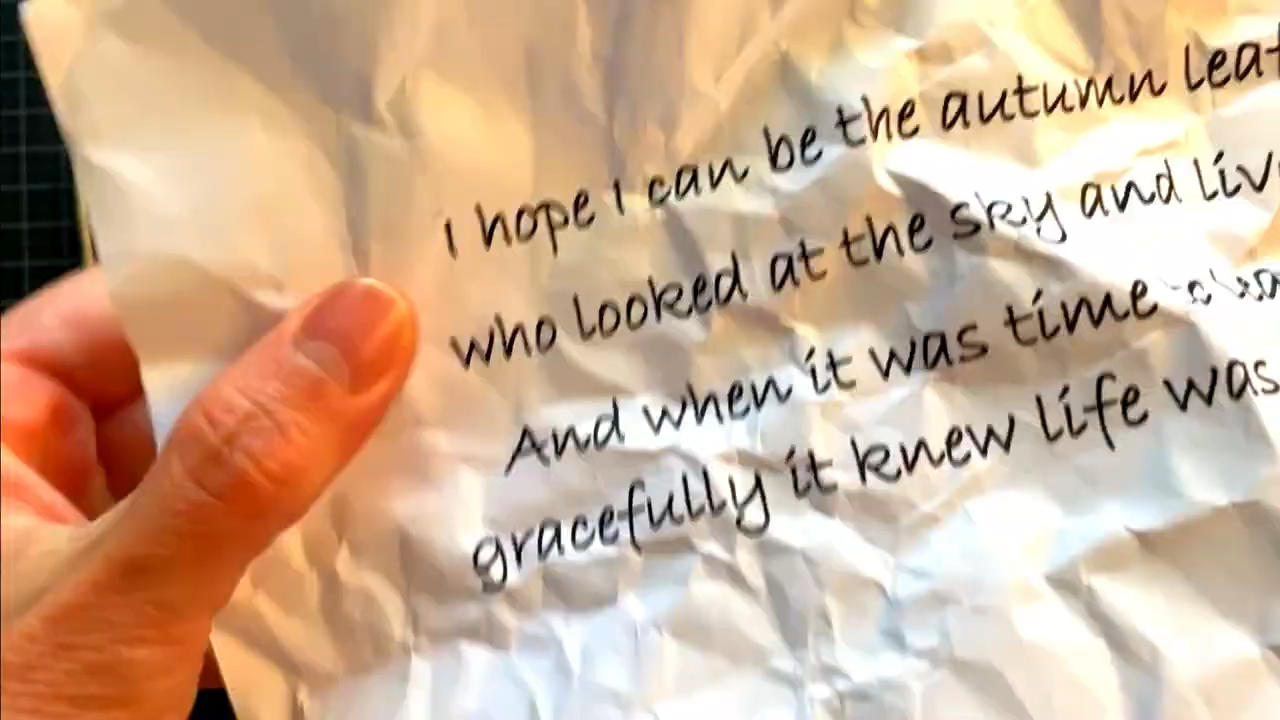 I hope I can be the autumn leaf
who looked at the sky and
And when it was time
gracefully it knew life was